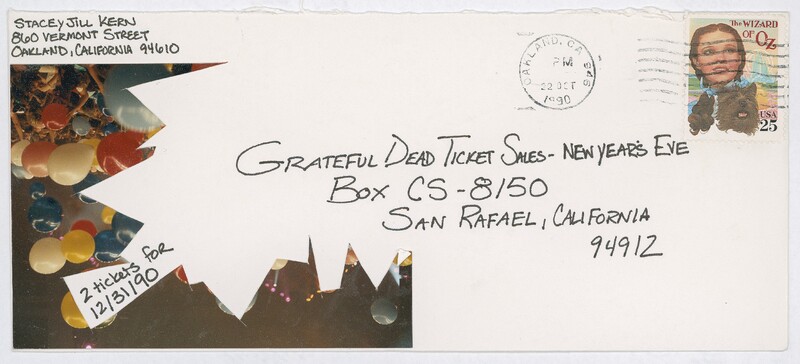 STACEY JILL KERN
860 VERMONT STREET
OAKLAND, CALIFORNIA 94610
OAKLAND, CA 946
PM
22 OCT
1990
The WIZARD
OF OZ
USA
25
GRATEFUL DEAD TICKET SALES - NEW YEAR'S EVE
BOX CS-8150
SAN RAFAEL, CALIFORNIA
94912
2 tickets for
12/31/90